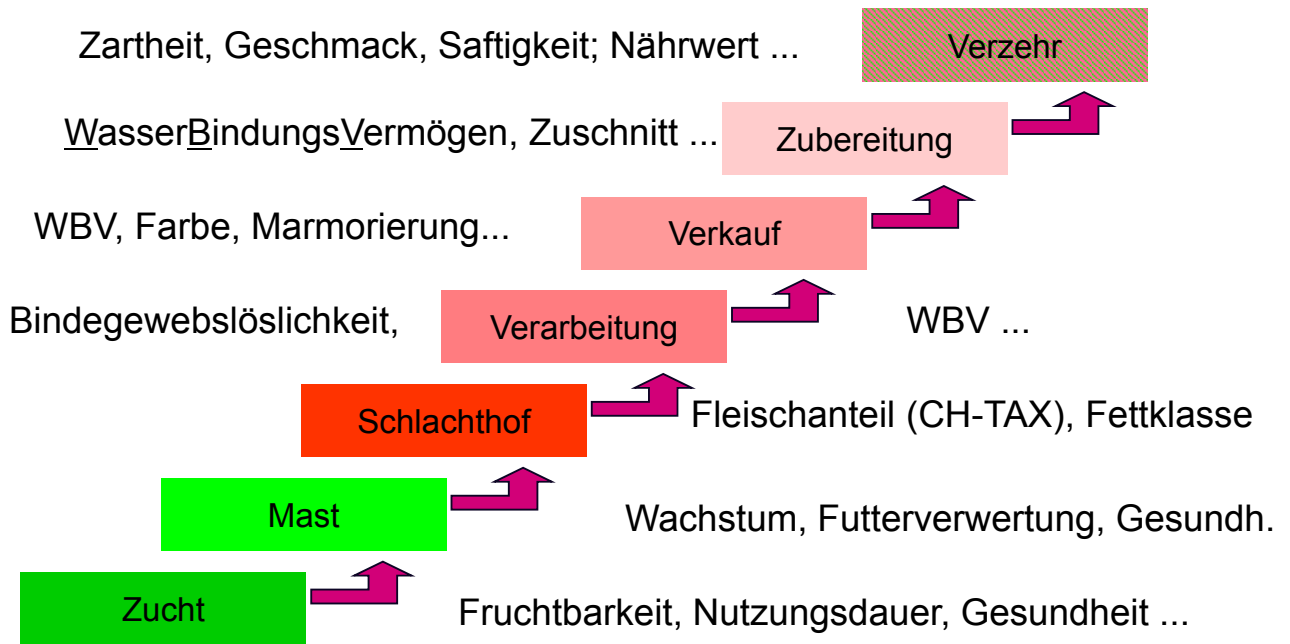 Zartheit, Geschmack, Saftigkeit; Nährwert ... Verzehr
WasserBindungsVermögen, Zuschnitt ... Zubereitung
WBV, Farbe, Marmorierung... Verkauf
Bindegewebslöslichkeit, Verarbeitung WBV ...
Schlachthof Fleischanteil (CH-TAX), Fettklasse
Mast Wachstum, Futterverwertung, Gesundh.
Zucht Fruchtbarkeit, Nutzungsdauer, Gesundheit ...